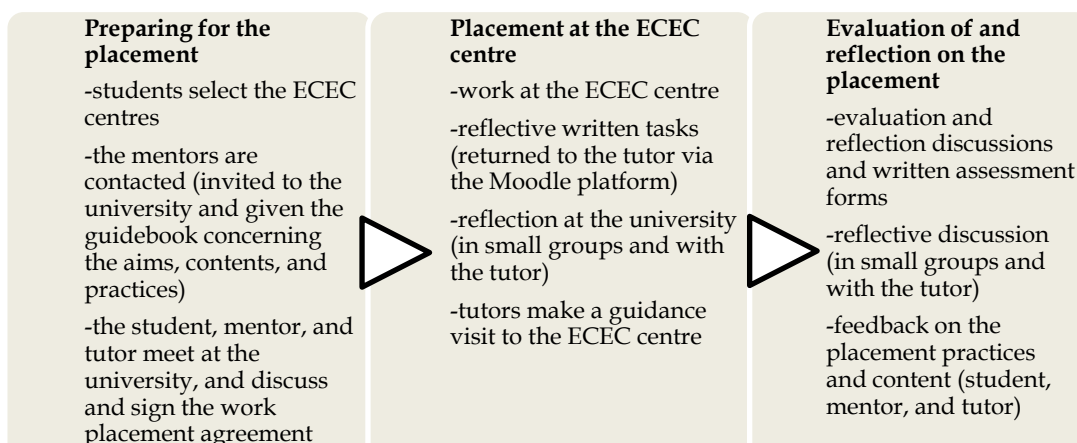 Preparing for the
placement
-students select the ECEC
centres
-the mentors are
contacted (invited to the
university and given the
guidebook concerning
the aims, contents, and
practices)
-the student, mentor, and
tutor meet at the
university, and discuss
and sign the work
placement agreement
Placement at the ECEC
centre
-work at the ECEC centre
-reflective written tasks
(returned to the tutor via
the Moodle platform)
-reflection at the university
(in small groups and with
the tutor)
-tutors make a guidance
visit to the ECEC centre
Evaluation of and
reflection on the
placement
-evaluation and
reflection discussions
and written assessment
forms
-reflective discussion
(in small groups and
with the tutor)
-feedback on the
placement practices
and content (student,
mentor, and tutor)